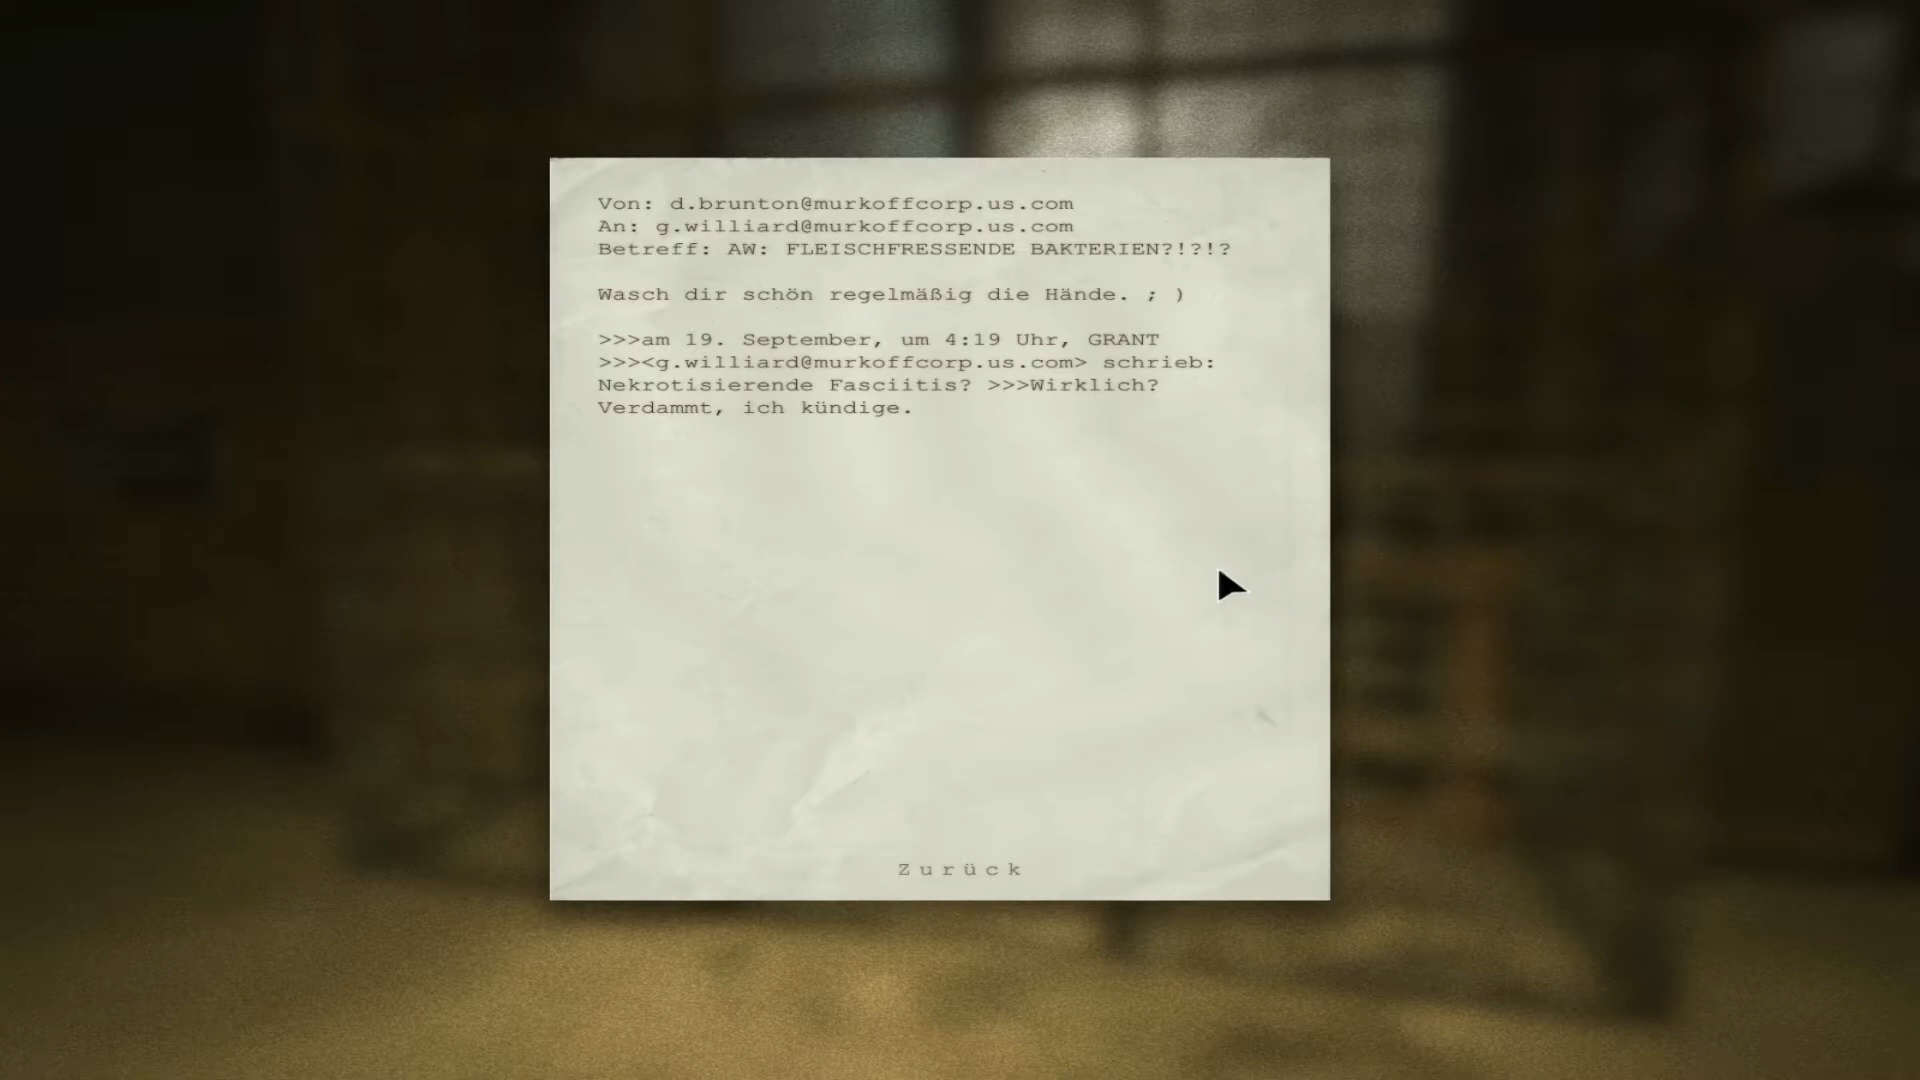 Von: d.brunton@murkoffcorp.us.com
An: g.williard@murkoffcorp.us.com
Betreff: AW: FLEISCHFRESSENDE BAKTERIEN?!?!?
Wasch dir schön regelmäßig die Hände. ; )
>>>am 19. September, um 4:19 Uhr, GRANT
>>><g.williard@murkoffcorp.us.com> schrieb:
Nekrotisierende Fasciitis? >>>Wirklich?
Verdammt, ich kündige.
Zurück